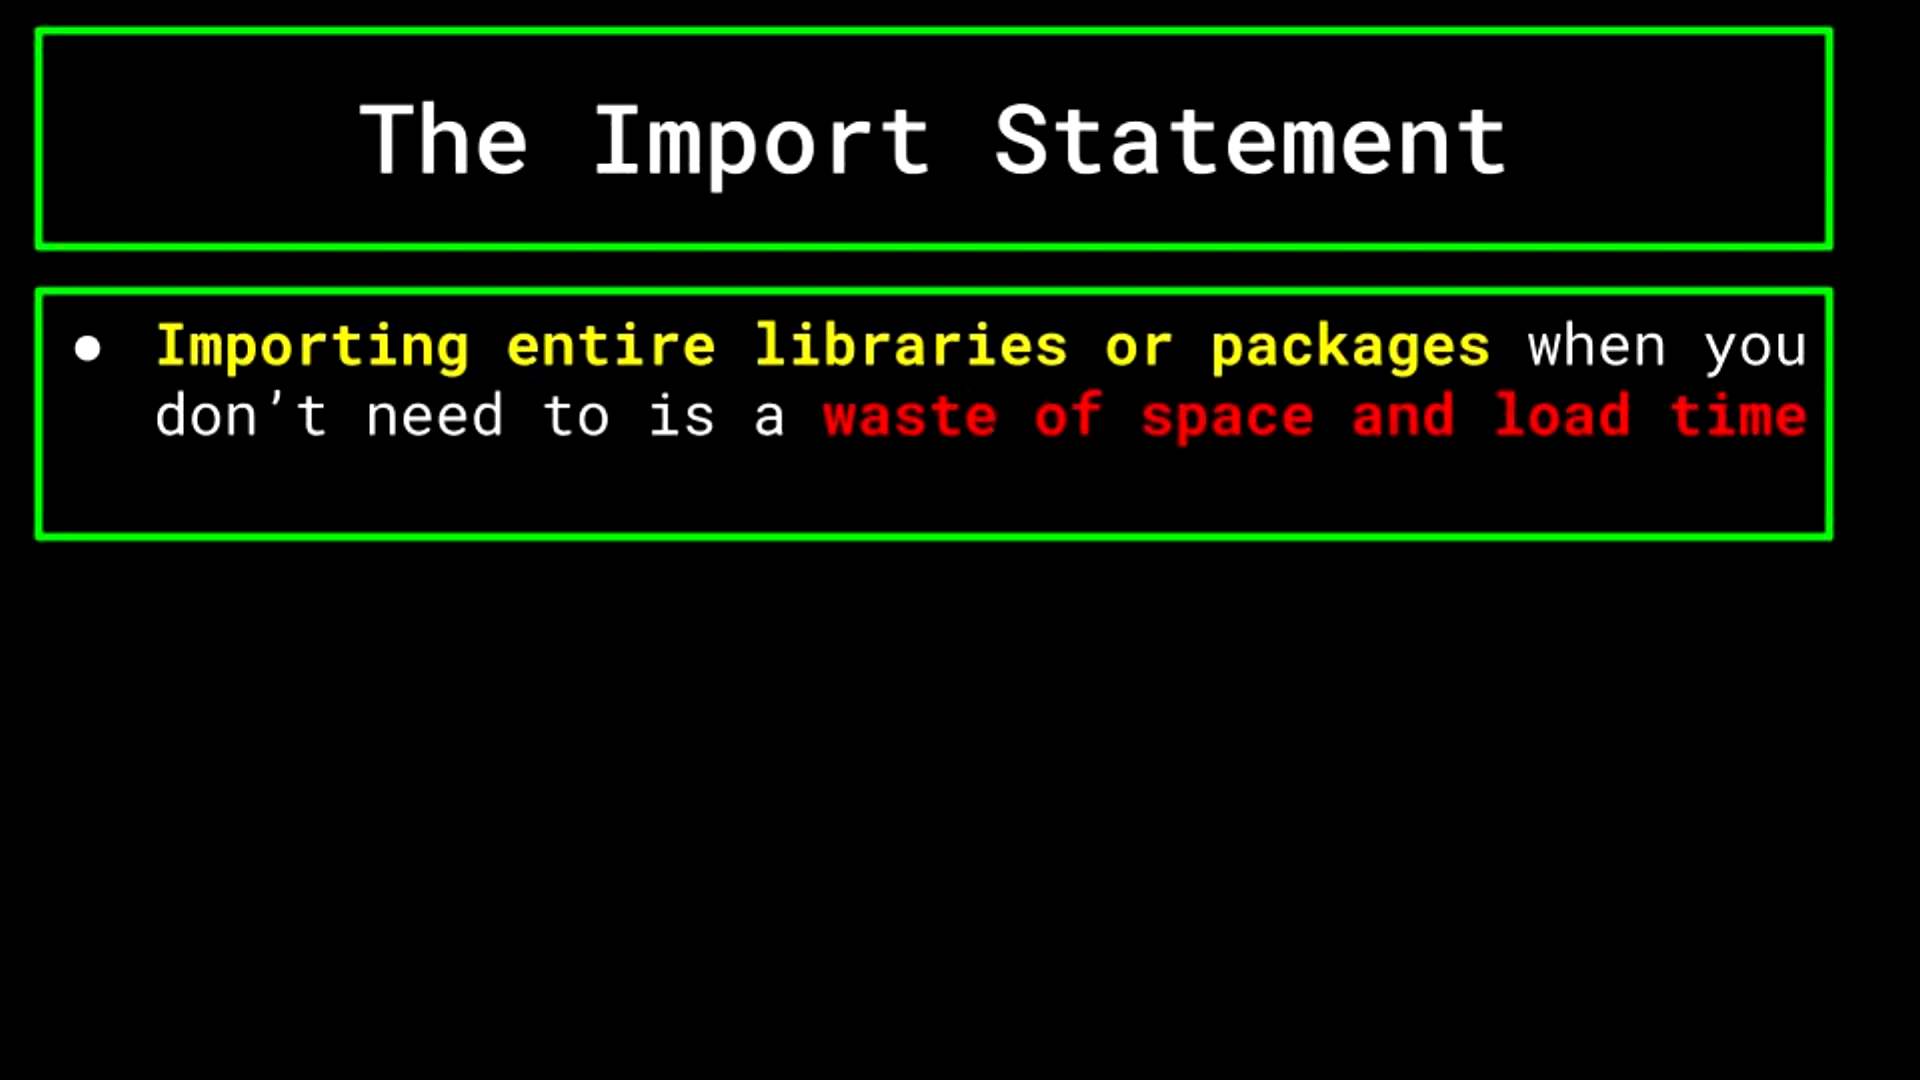 The Import Statement
● Importing entire libraries or packages when you
don’t need to is a waste of space and load time